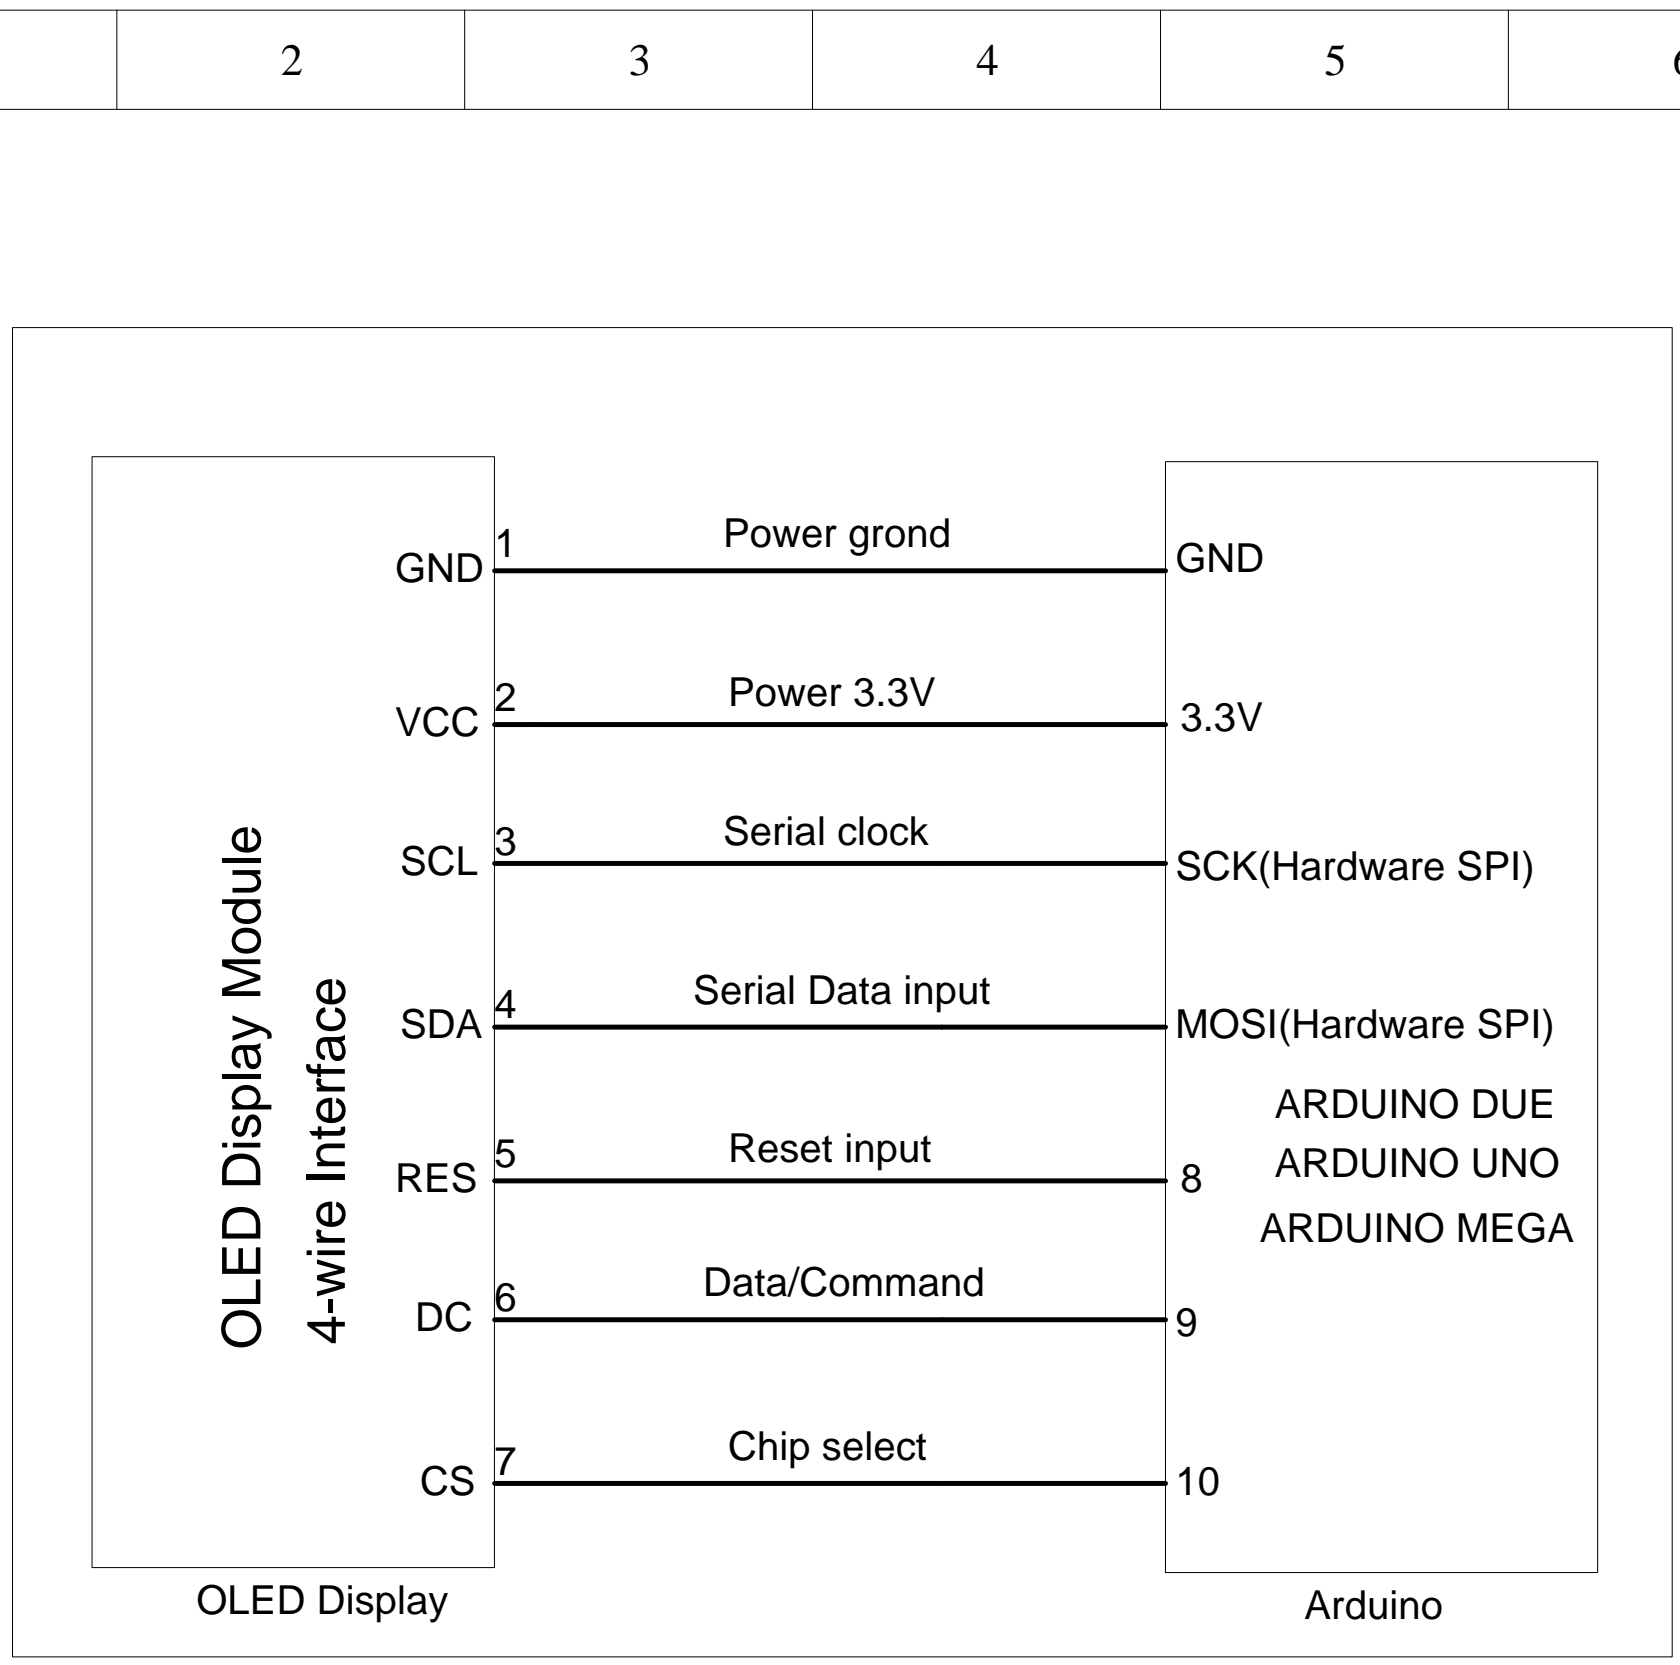 2 3 4 5
OLED Display Module
4-wire Interface
GND 1 Power grond GND
VCC 2 Power 3.3V 3.3V
SCL 3 Serial clock SCK(Hardware SPI)
SDA 4 Serial Data input MOSI(Hardware SPI)
ARDUINO DUE
RES 5 Reset input 8 ARDUINO UNO
ARDUINO MEGA
DC 6 Data/Command 9
CS 7 Chip select 10
OLED Display
Arduino